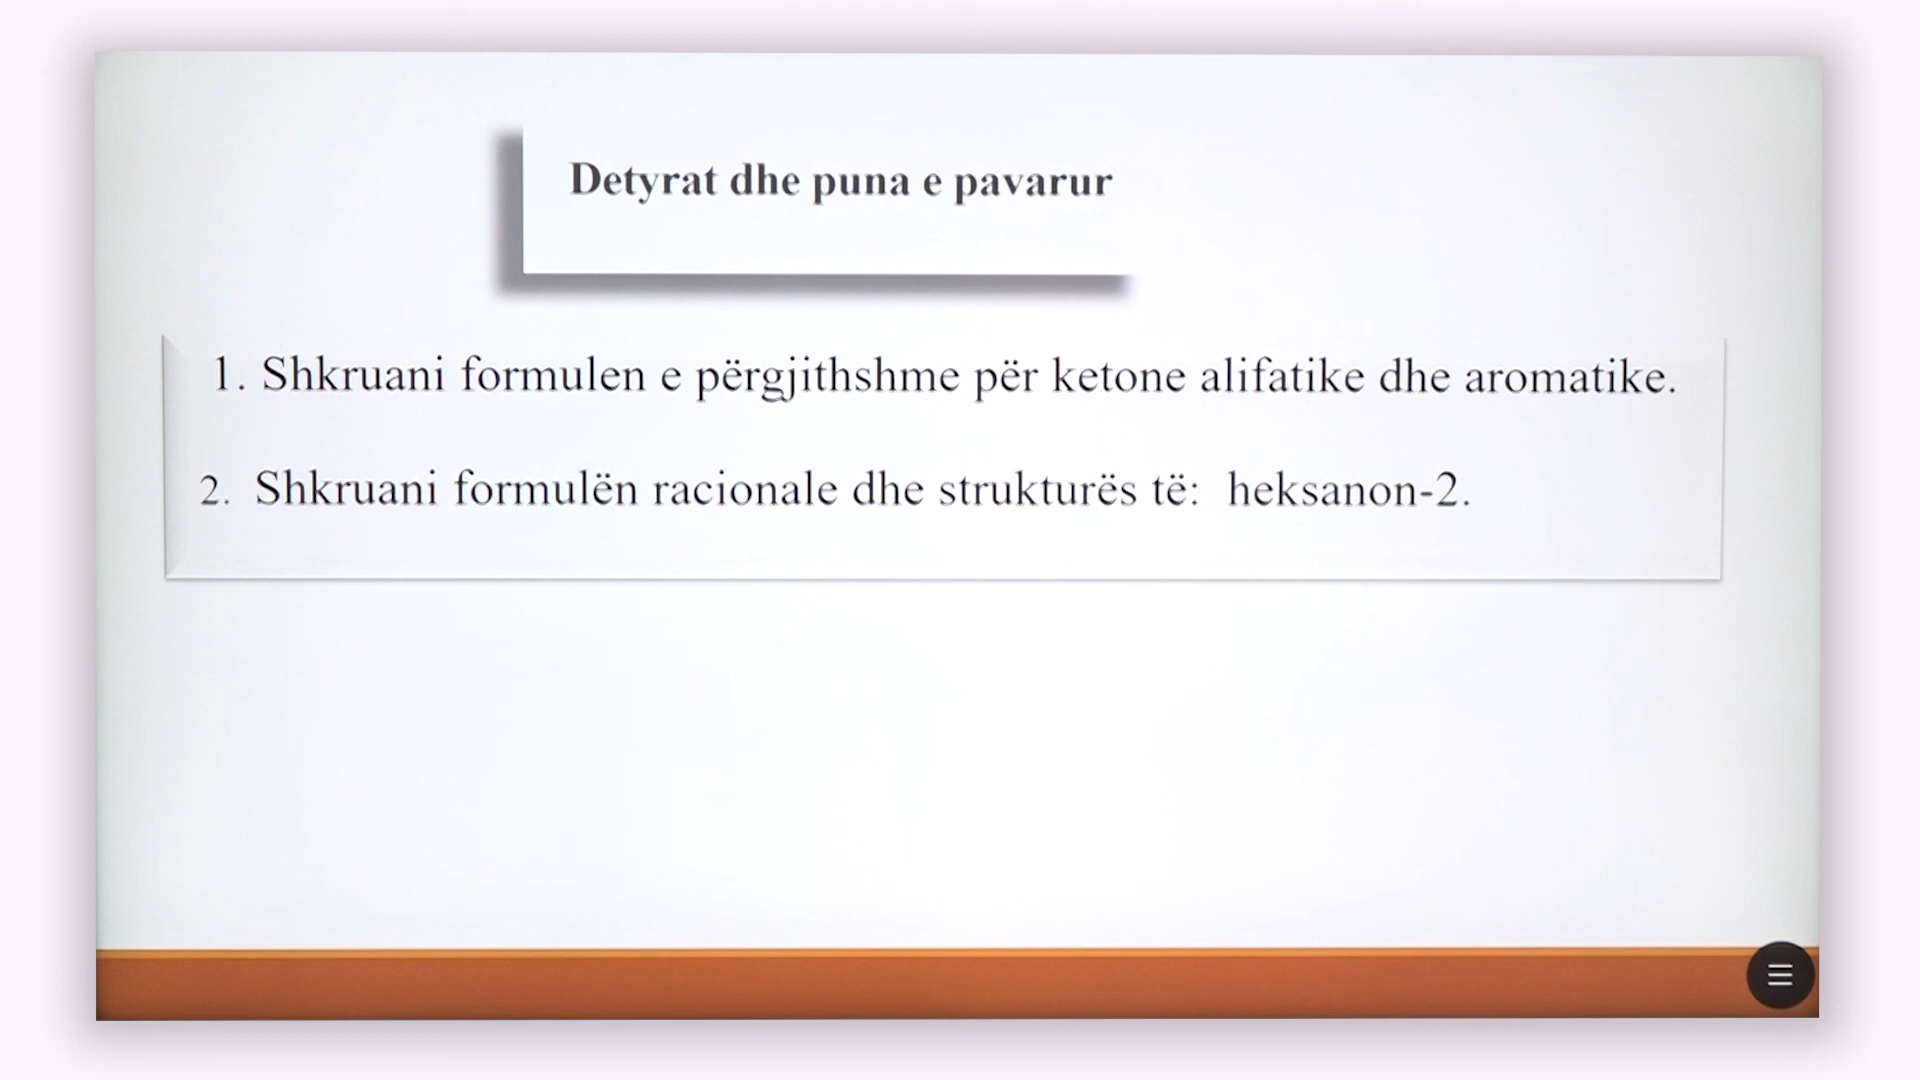 Detyrat dhe puna e pavarur
1. Shkruani formulen e përgjithshme për ketone alifatike dhe aromatike.
2. Shkruani formulën racionale dhe strukturës të: heksanon-2.